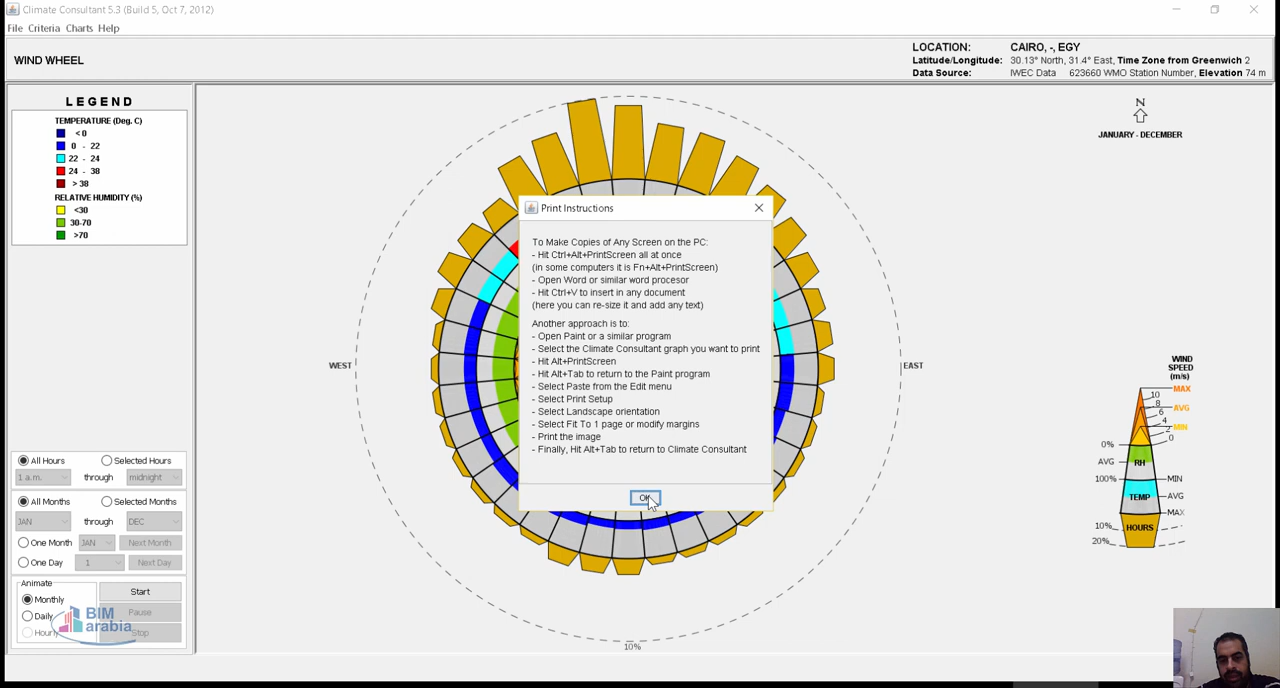 Climate Consultant 5.3 (Build 5, Oct 7, 2012)
File Criteria Charts Help
WIND WHEEL
LOCATION: CAIRO, -, EGY
Latitude/Longitude: 30.13° North, 31.4° East, Time Zone from Greenwich 2
Data Source: IWEC Data 623660 WMO Station Number, Elevation 74 m
LEGEND
TEMPERATURE (Deg. C)
< 0
0 - 22
22 - 24
24 - 38
> 38
RELATIVE HUMIDITY (%)
<30
30-70
>70
N
JANUARY - DECEMBER
WEST
EAST
10%
Print Instructions
To Make Copies of Any Screen on the PC:
- Hit Ctrl+Alt+PrintScreen all at once
(in some computers it is Fn+Alt+PrintScreen)
- Open Word or similar word procesor
- Hit Ctrl+V to insert in any document
(here you can re-size it and add any text)
Another approach is to:
- Open Paint or a similar program
- Select the Climate Consultant graph you want to print
- Hit Alt+PrintScreen
- Hit Alt+Tab to return to the Paint program
- Select Paste from the Edit menu
- Select Print Setup
- Select Landscape orientation
- Select Fit To 1 page or modify margins
- Print the image
- Finally, Hit Alt+Tab to return to Climate Consultant
OK
WIND
SPEED
(m/s)
MAX
10
8
AVG
6
4
MIN
2
0
0%
AVG RH
100% MIN
TEMP AVG
MAX
10% HOURS
20%
All Hours Selected Hours
1 a.m. through midnight
All Months Selected Months
JAN through DEC
One Month JAN Next Month
One Day 1 Next Day
Animate
Monthly
Daily
Hourly
Start
Pause
Stop
BIM
arabia